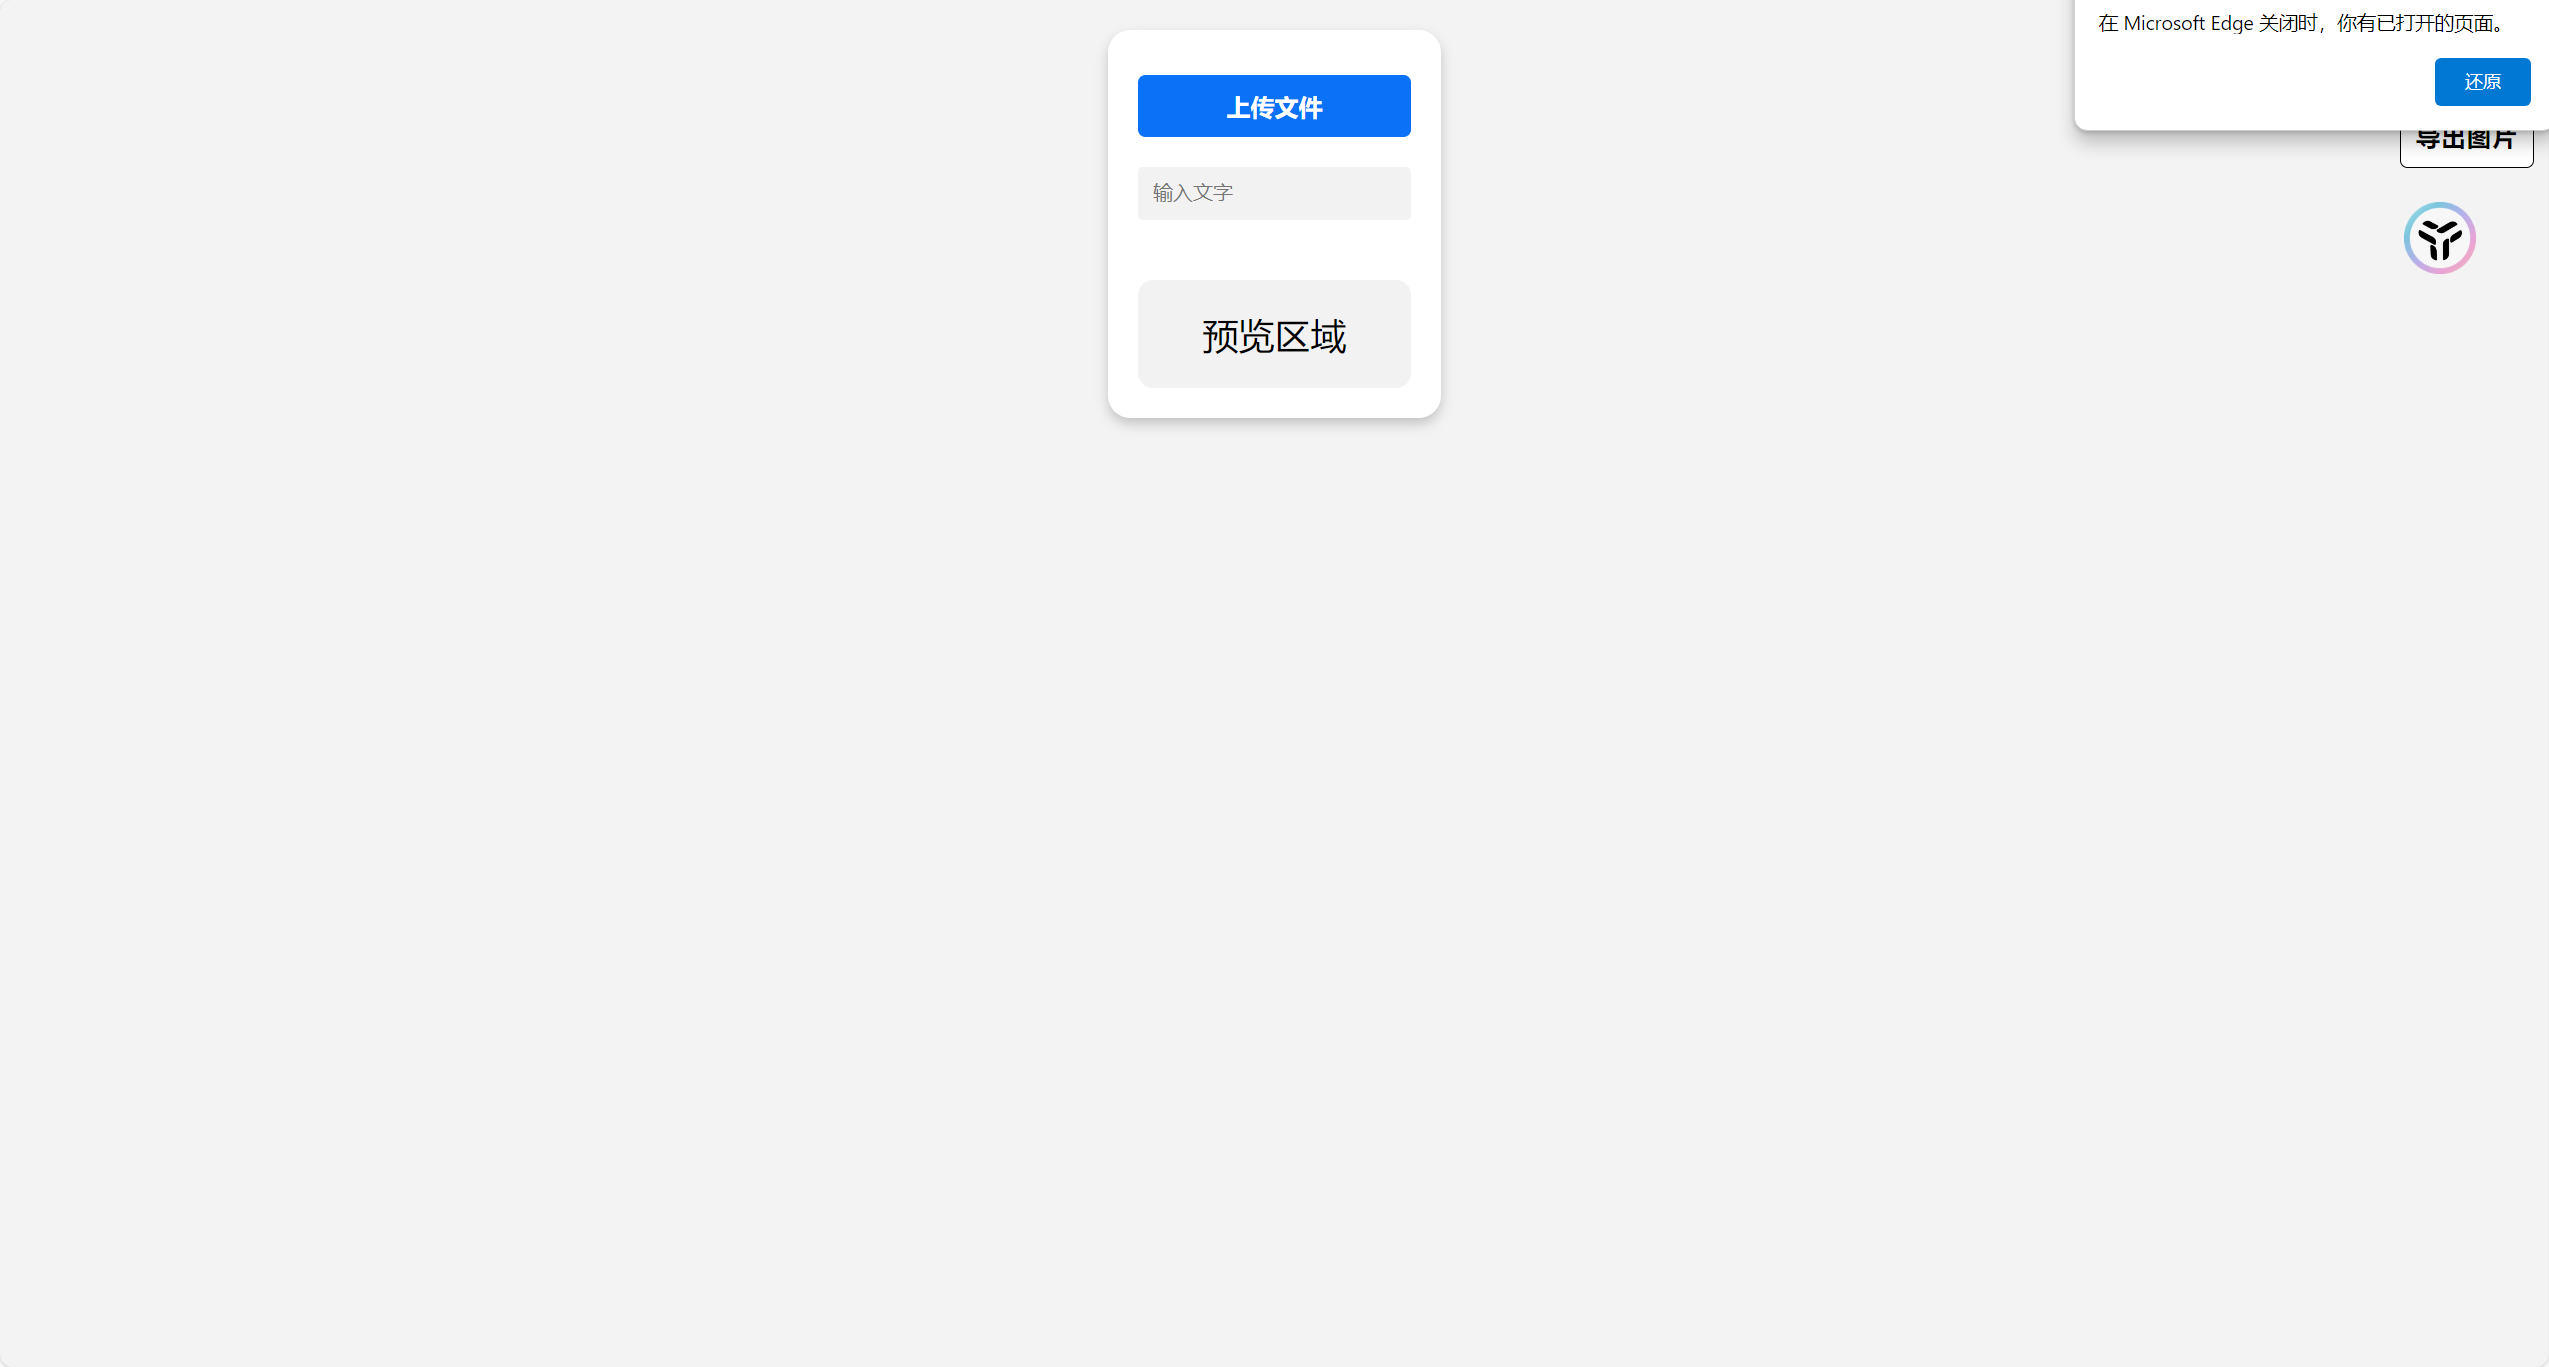 在 Microsoft Edge 关闭时，你有已打开的页面。
还原
导出图片
上传文件
输入文字
预览区域